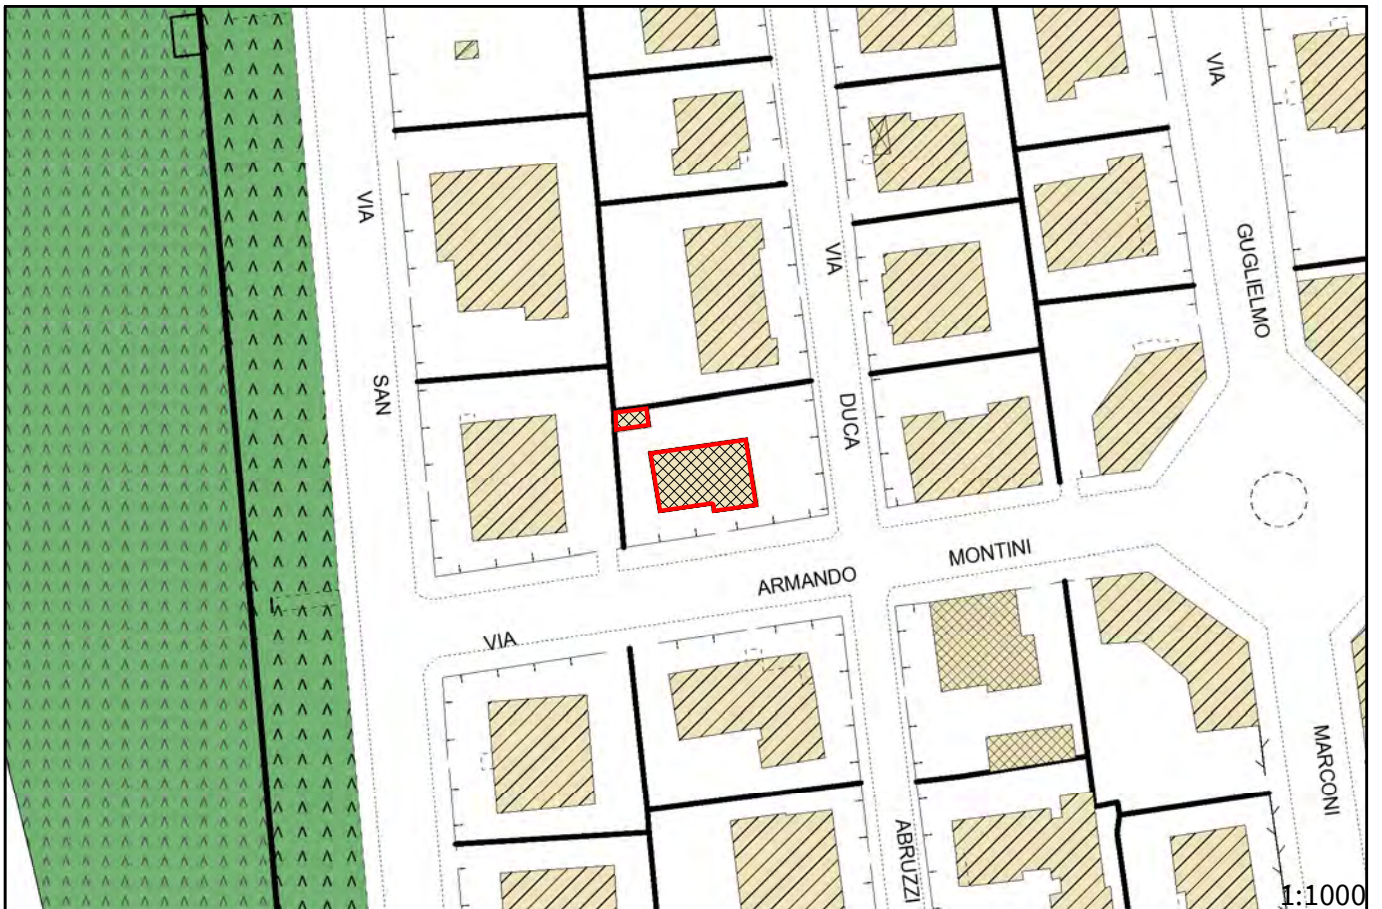 VIA
SAN
VIA
DUCA
ABRUZZI
VIA
GUGLIELMO
MARCONI
VIA
ARMANDO
MONTINI
1:1000